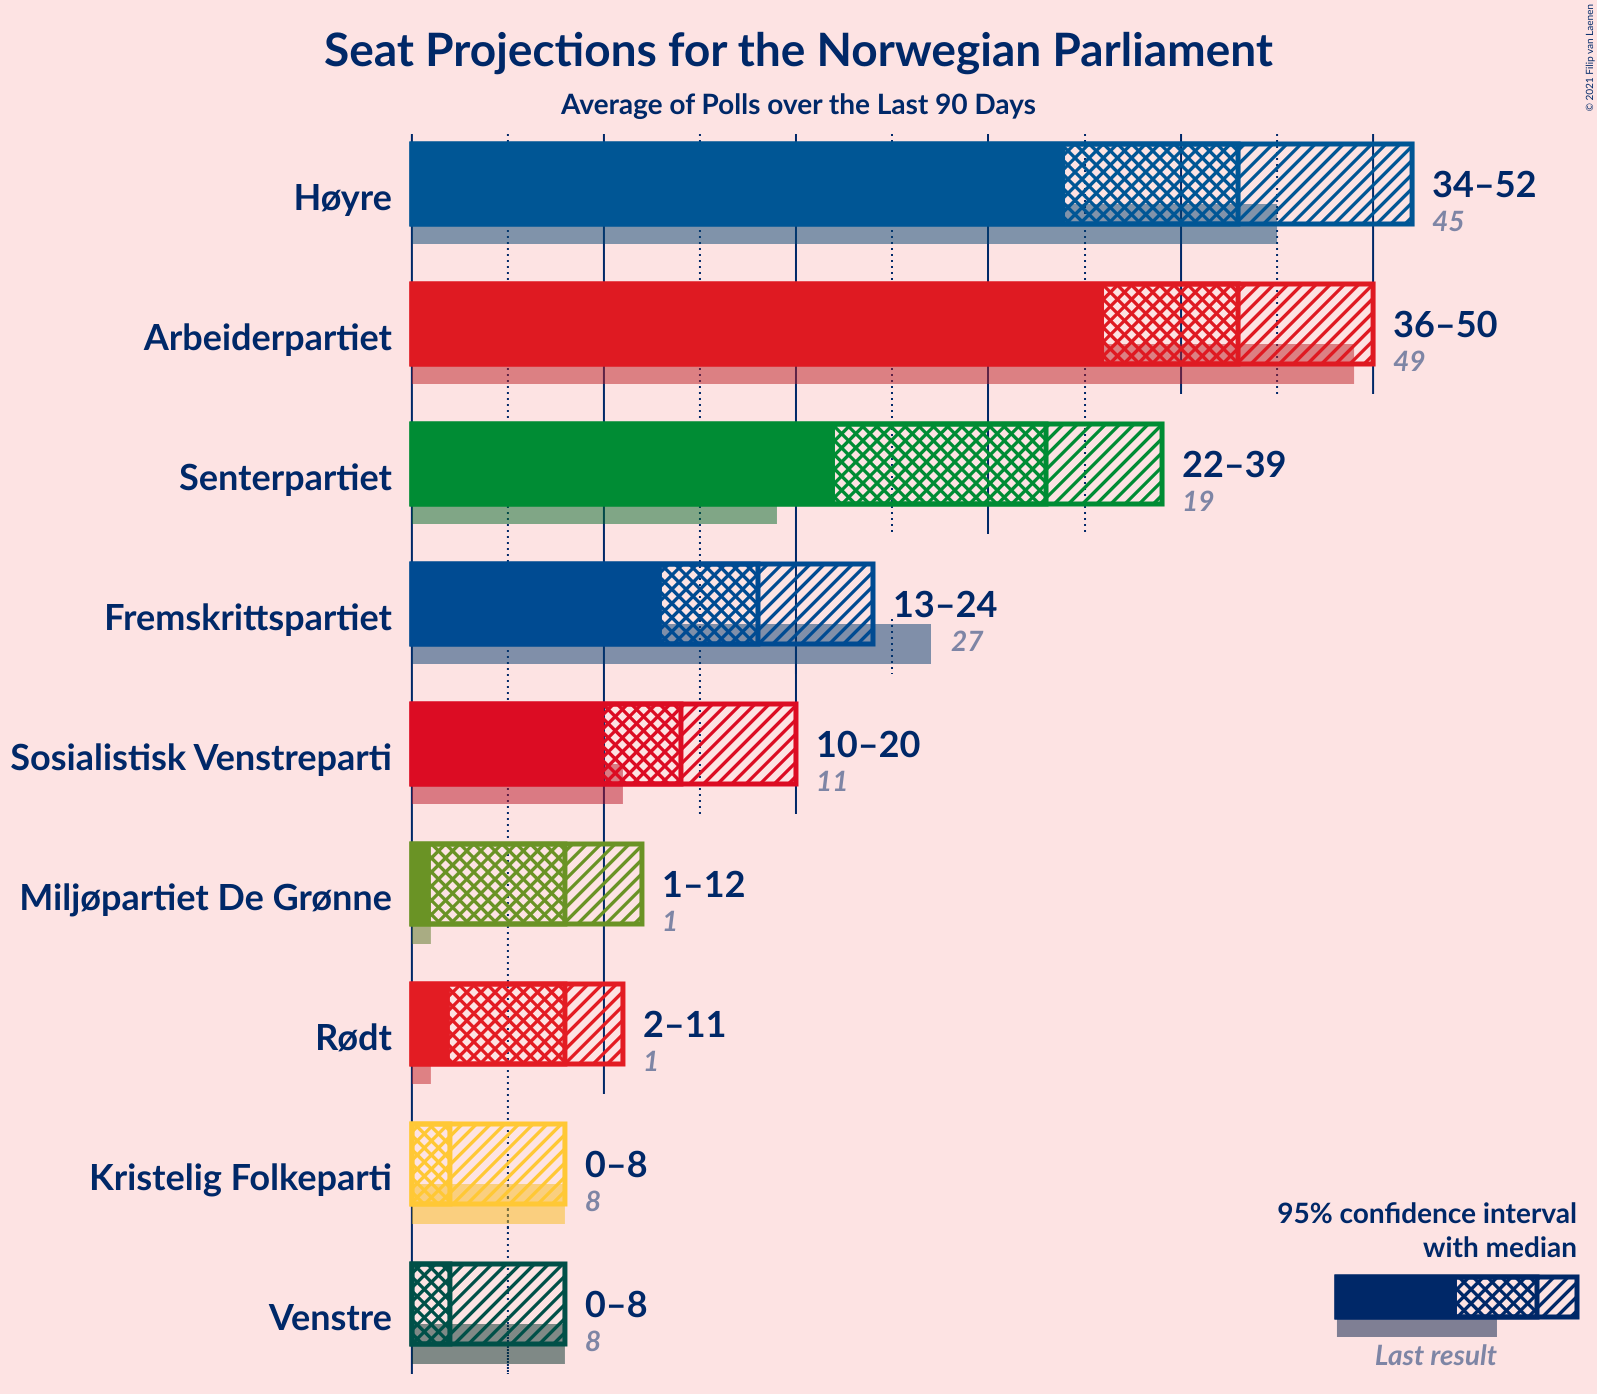 Seat Projections for the Norwegian Parliament
Average of Polls over the Last 90 Days
© 2021 Filip van Laenen
Høyre
34–52
45
Arbeiderpartiet
36–50
49
Senterpartiet
22–39
19
Fremskrittspartiet
13–24
27
Sosialistisk Venstreparti
10–20
11
Miljøpartiet De Grønne
1–12
1
Rødt
2–11
1
Kristelig Folkeparti
0–8
8
Venstre
0–8
8
95% confidence interval
with median
Last result